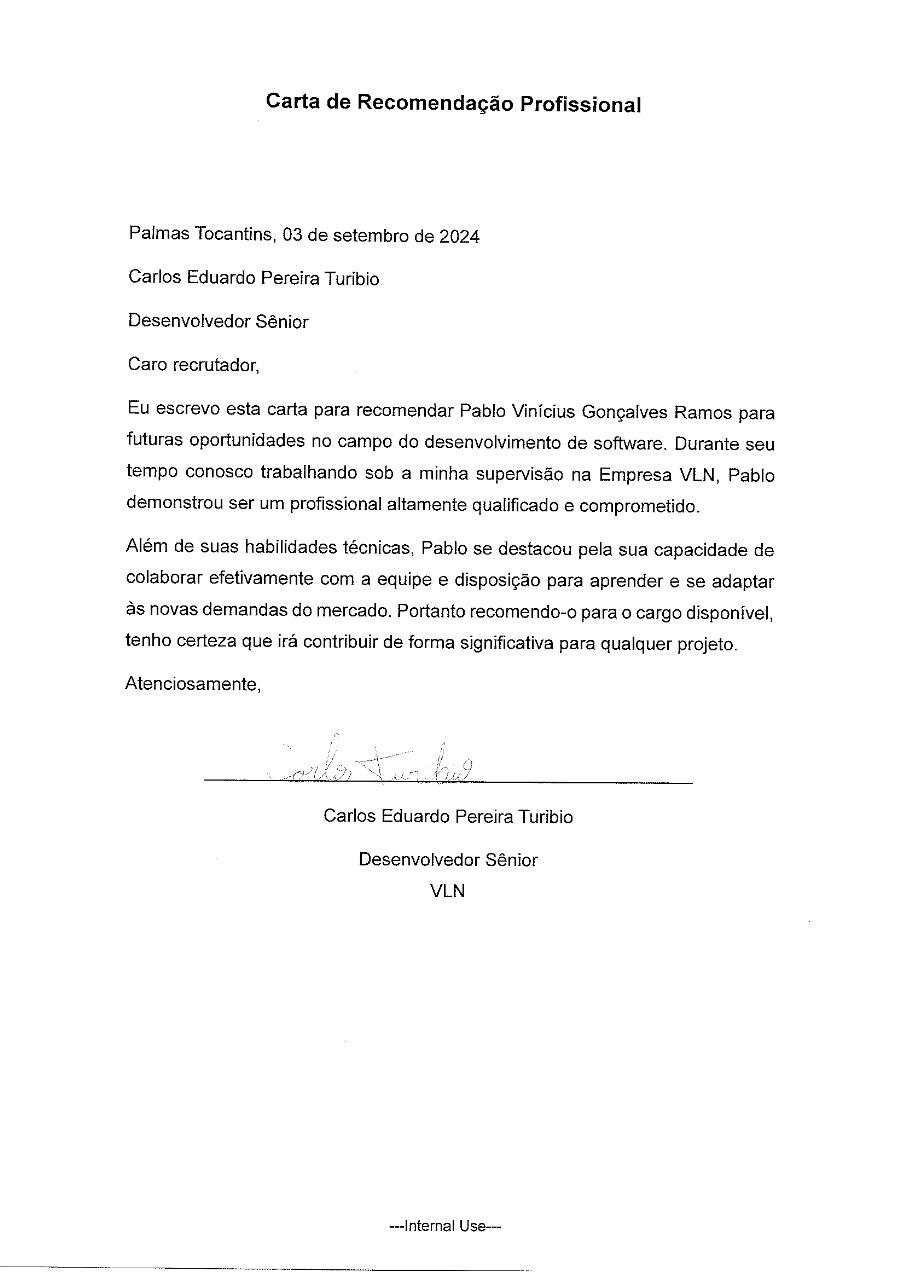 Carta de Recomendação Profissional
Palmas Tocantins, 03 de setembro de 2024
Carlos Eduardo Pereira Turibio
Desenvolvedor Sênior
Caro recrutador,
Eu escrevo esta carta para recomendar Pablo Vinícius Gonçalves Ramos para
futuras oportunidades no campo do desenvolvimento de software. Durante seu
tempo conosco trabalhando sob a minha supervisão na Empresa VLN, Pablo
demonstrou ser um profissional altamente qualificado e comprometido.
Além de suas habilidades técnicas, Pablo se destacou pela sua capacidade de
colaborar efetivamente com a equipe e disposição para aprender e se adaptar
às novas demandas do mercado. Portanto recomendo-o para o cargo disponível,
tenho certeza que irá contribuir de forma significativa para qualquer projeto.
Atenciosamente,
Carlos Turibio
Carlos Eduardo Pereira Turibio
Desenvolvedor Sênior
VLN
---Internal Use---